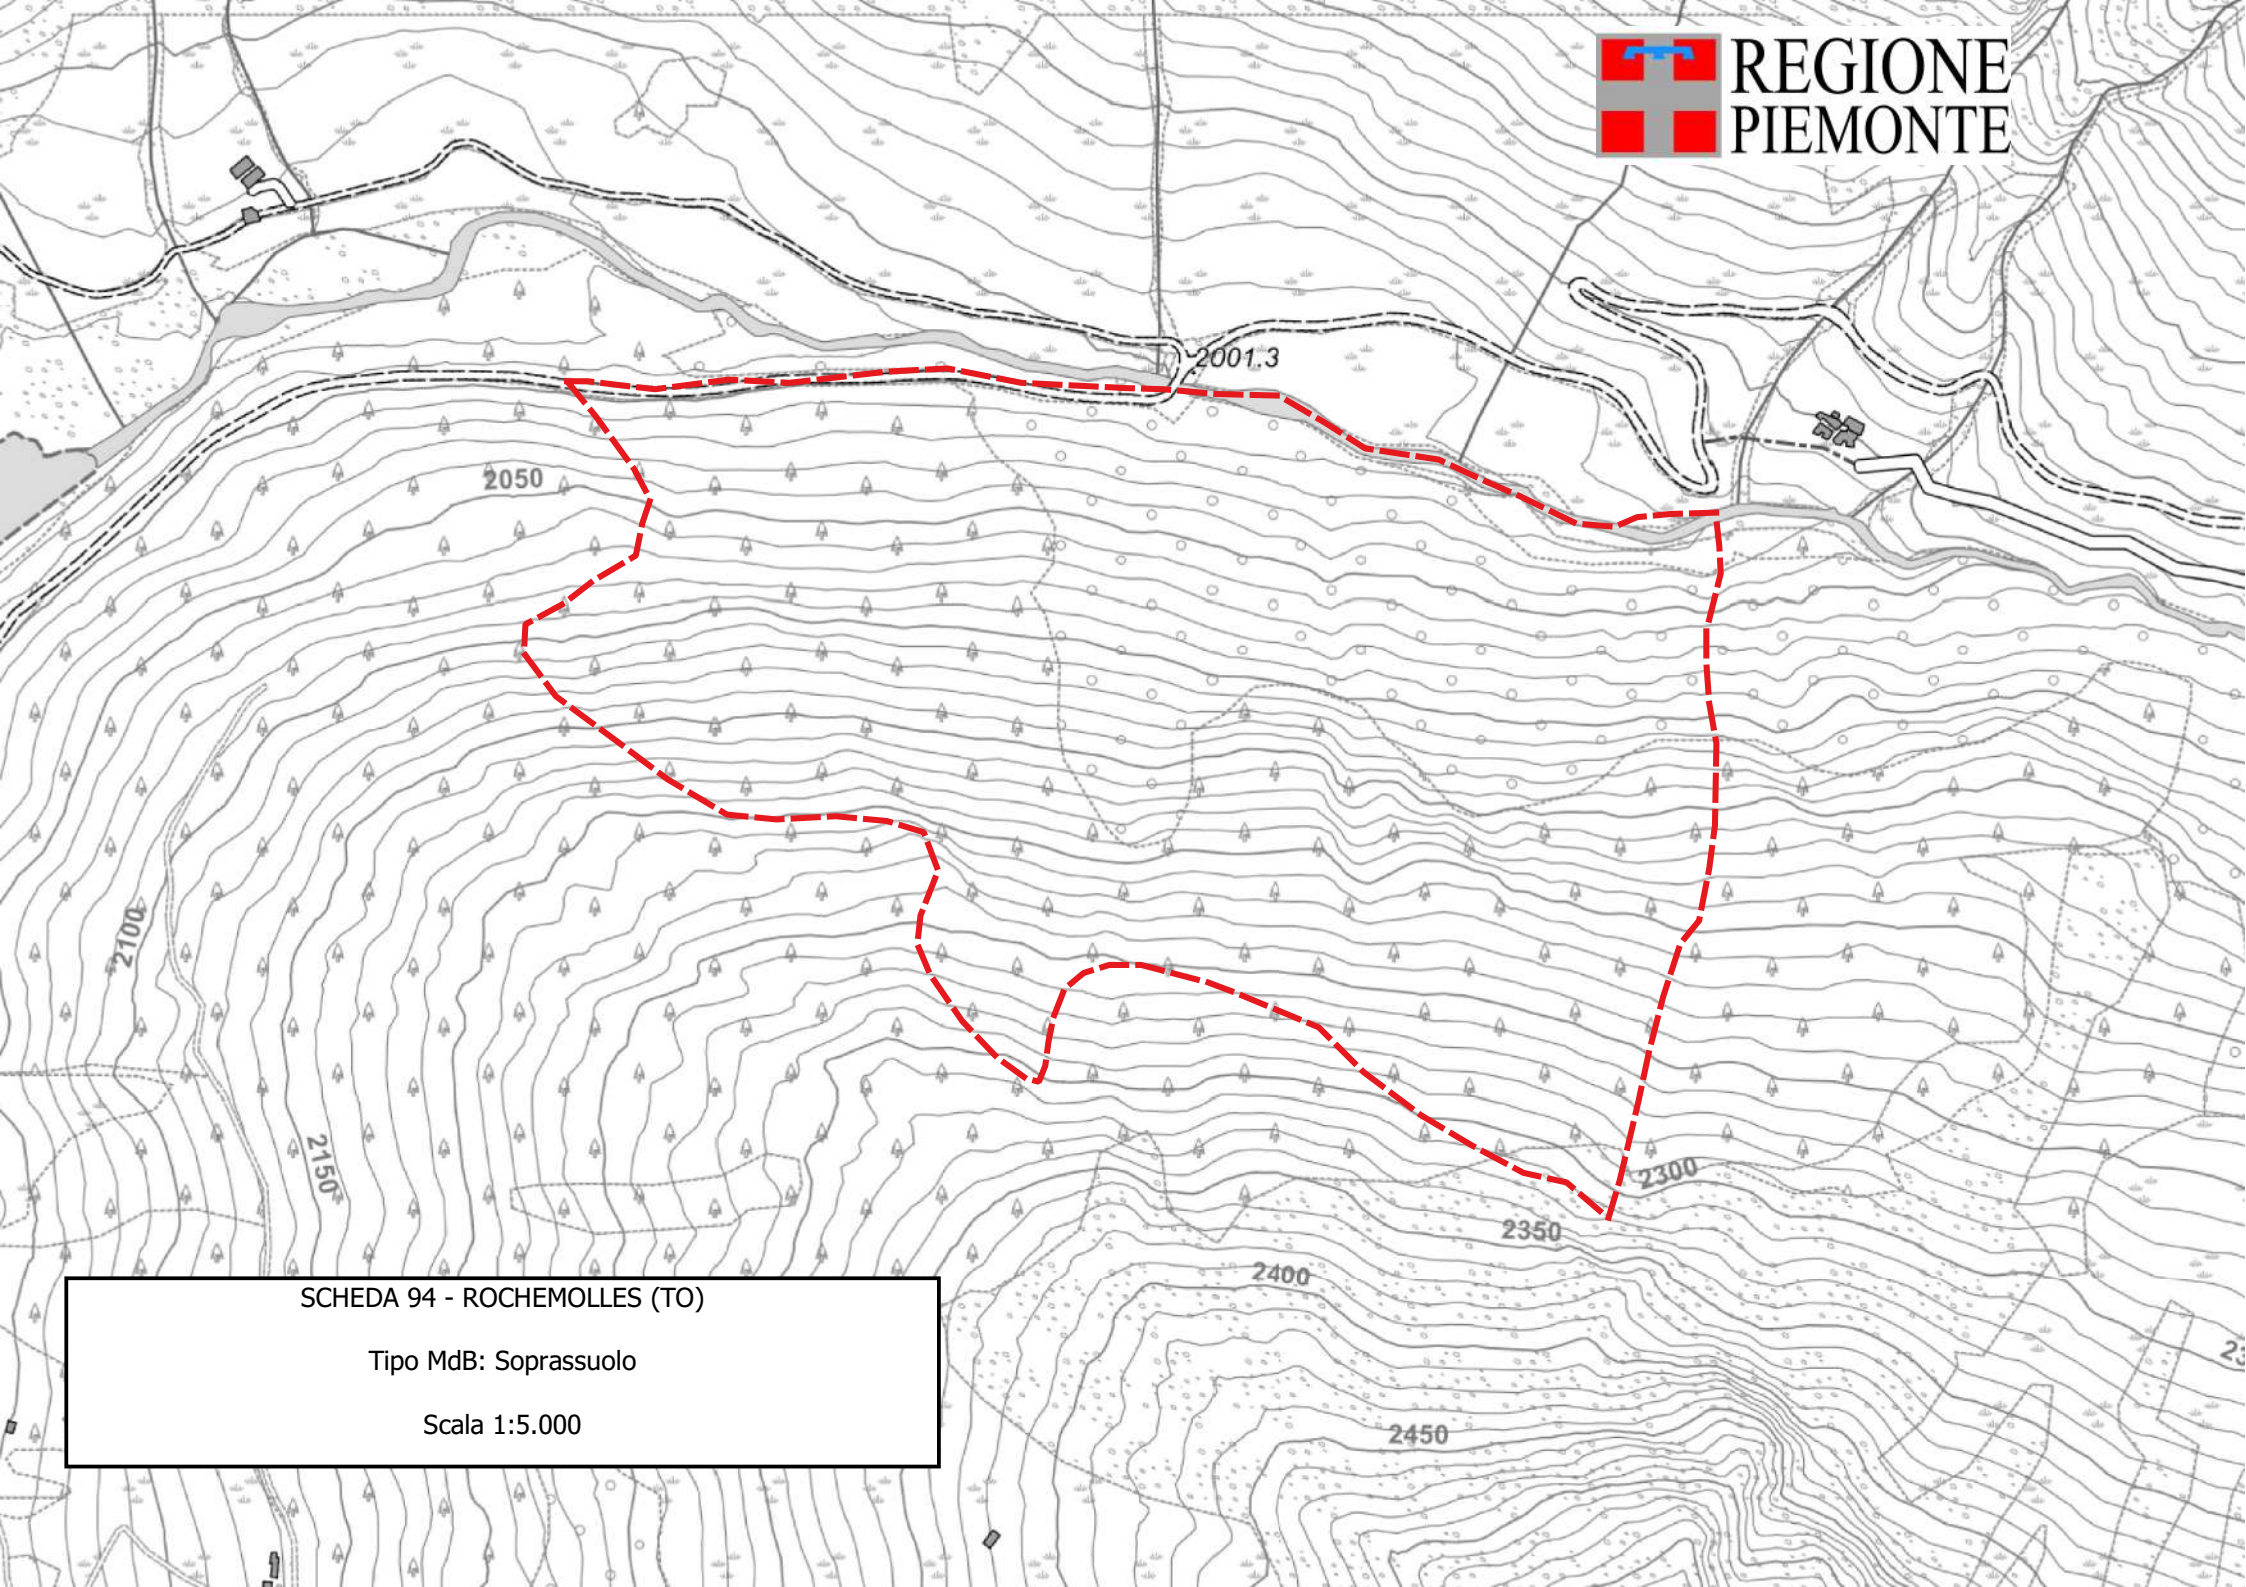 REGIONE
PIEMONTE
2001.3
2050
2100
2150
2300
2350
2400
2450
SCHEDA 94 - ROCHEMOLLES (TO)
Tipo MdB: Soprassuolo
Scala 1:5.000